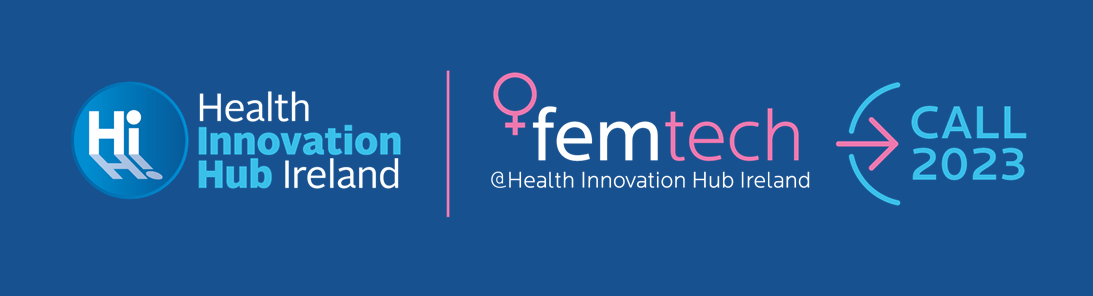 Hi
Health
Innovation
Hub Ireland
femtech
@Health Innovation Hub Ireland
CALL
2023